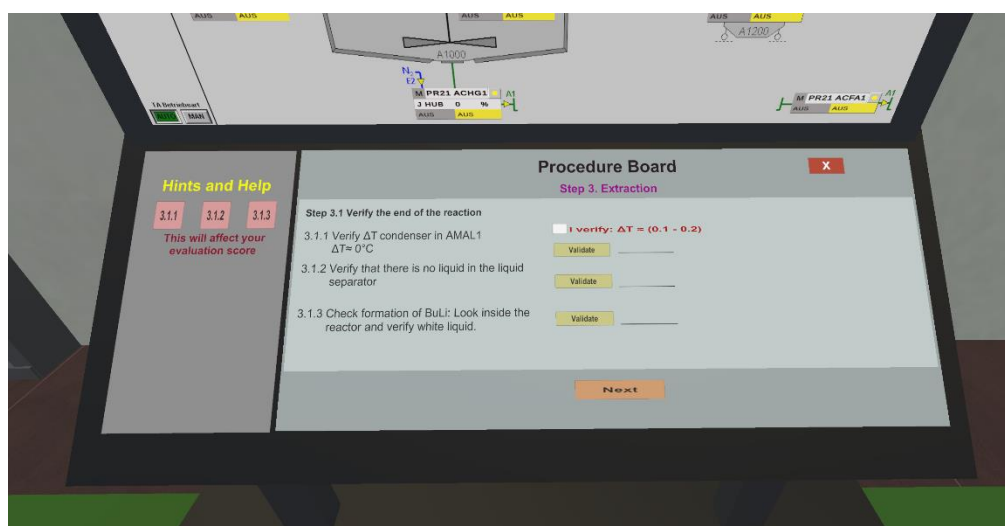 AUS AUS
AUS AUS
AUS AUS
A1200
A1000
N2
E2
M PR21 ACHG1
A1
J HUB 0 %
AUS AUS
M PR21 ACFA1
A1
AUS AUS
TA Betriebsart
AUTO MAN
Procedure Board
X
Step 3. Extraction
Hints and Help
3.1.1 3.1.2 3.1.3
This will affect your
evaluation score
Step 3.1 Verify the end of the reaction
3.1.1 Verify ΔT condenser in AMAL1
ΔT≈ 0°C
I verify: ΔT = (0.1 - 0.2)
Validate
3.1.2 Verify that there is no liquid in the liquid
separator
Validate
3.1.3 Check formation of BuLi: Look inside the
reactor and verify white liquid.
Validate
Next